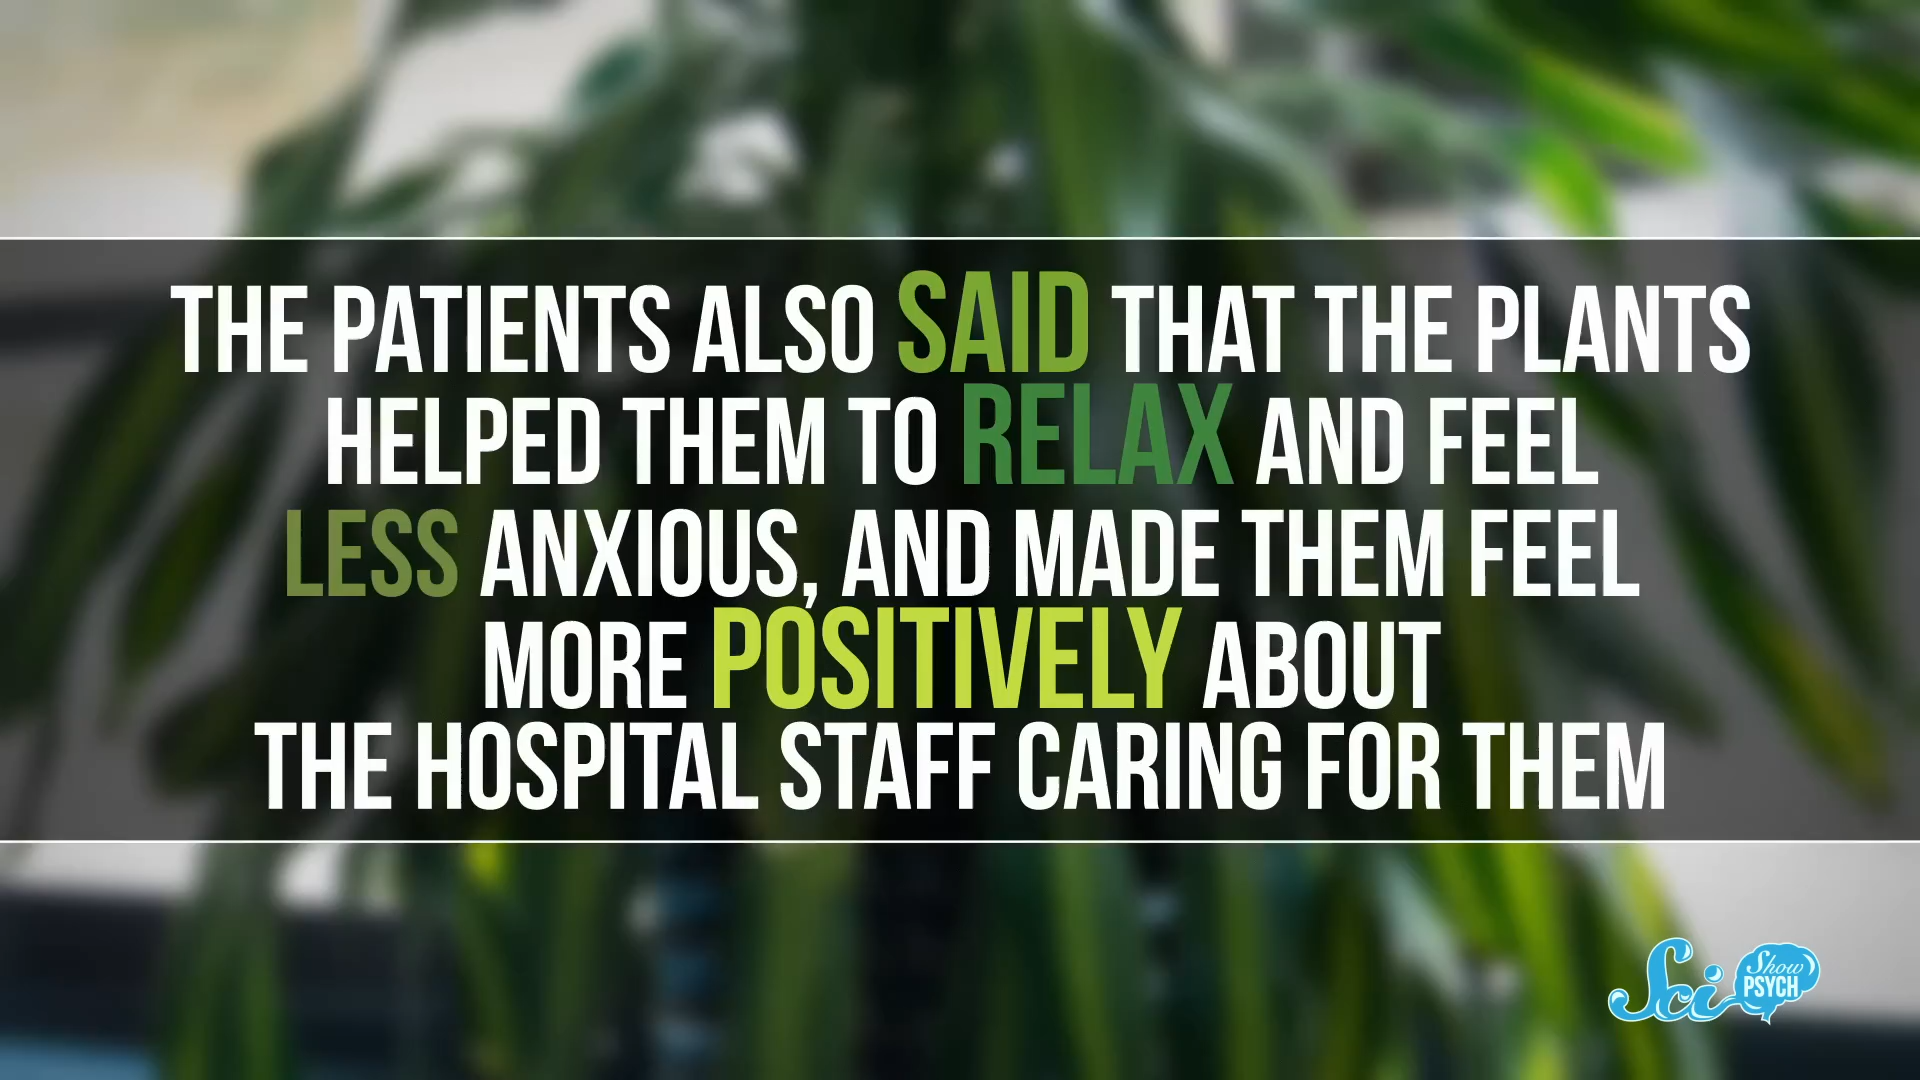 THE PATIENTS ALSO SAID THAT THE PLANTS
HELPED THEM TO RELAX AND FEEL
LESS ANXIOUS, AND MADE THEM FEEL
MORE POSITIVELY ABOUT
THE HOSPITAL STAFF CARING FOR THEM
Sci Show
PSYCH